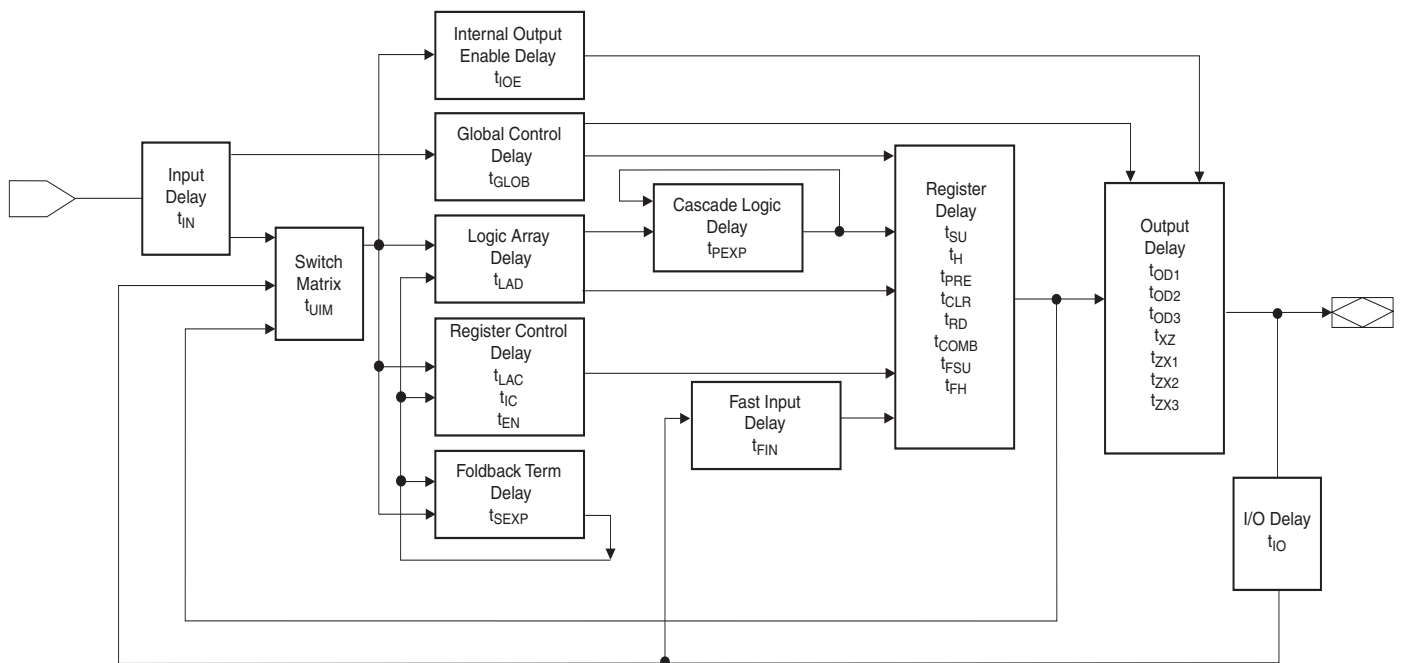 Internal Output
Enable Delay
tIOE
Global Control
Delay
tGLOB
Input
Delay
tIN
Switch
Matrix
tUIM
Logic Array
Delay
tLAD
Cascade Logic
Delay
tPEXP
Register Control
Delay
tLAC
tIC
tEN
Foldback Term
Delay
tSEXP
Fast Input
Delay
tFIN
Register
Delay
tSU
tH
tPRE
tCLR
tRD
tCOMB
tFSU
tFH
Output
Delay
tOD1
tOD2
tOD3
tXZ
tZX1
tZX2
tZX3
I/O Delay
tIO